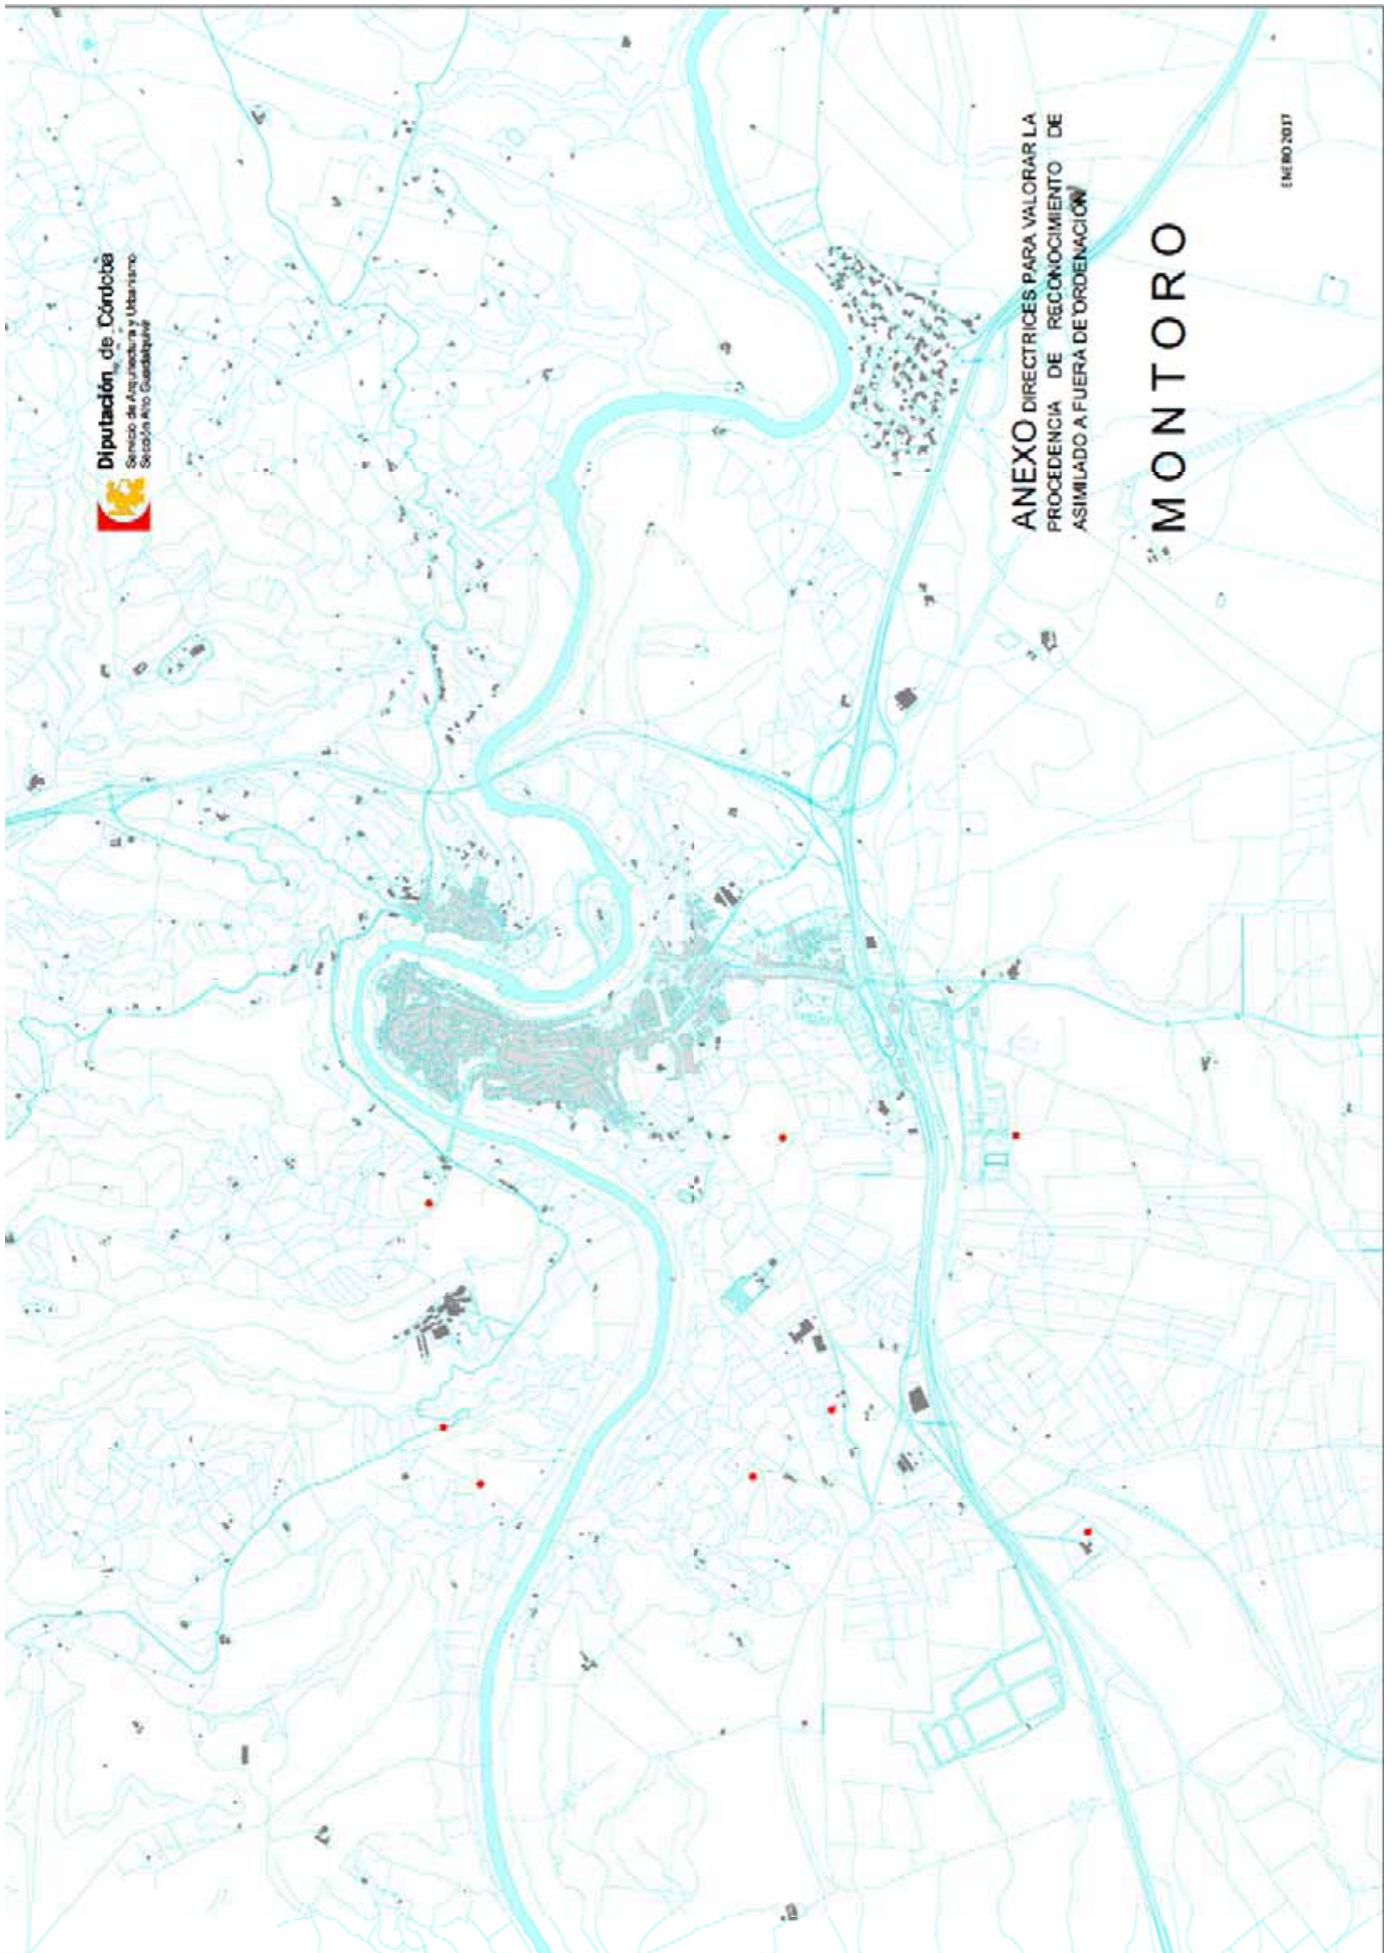 Diputación de Córdoba
Servicio de Arquitectura y Urbanismo
Sección Alto Guadalquivir
ANEXO DIRECTRICES PARA VALORAR LA
PROCEDENCIA DE RECONOCIMIENTO DE
ASIMILADO A FUERA DE ORDENACIÓN
MONTORO
ENERO 2017